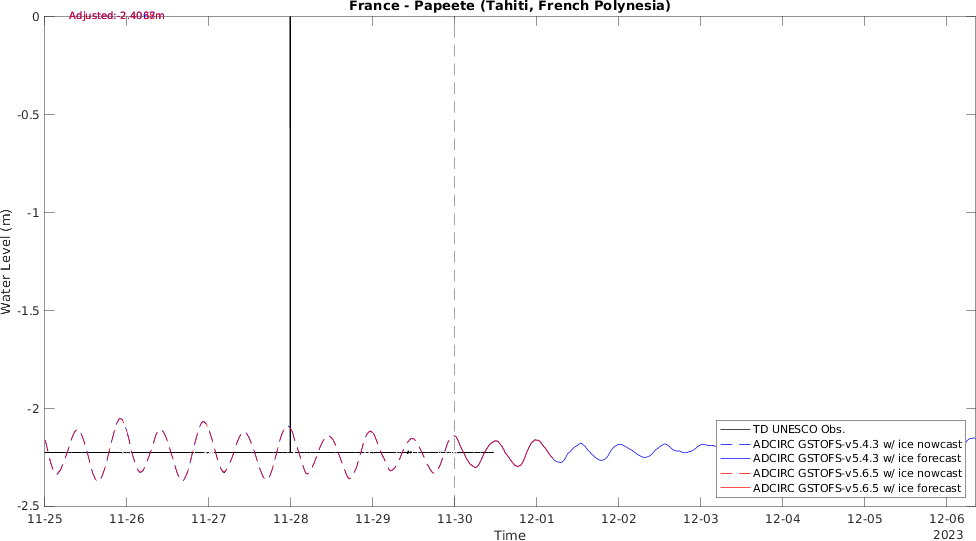 France - Papeete (Tahiti, French Polynesia)
0
-0.5
-1
-1.5
-2
-2.5
Water Level (m)
TD UNESCO Obs.
ADCIRC GSTOFS-v5.4.3 w/ ice nowcast
ADCIRC GSTOFS-v5.4.3 w/ ice forecast
ADCIRC GSTOFS-v5.6.5 w/ ice nowcast
ADCIRC GSTOFS-v5.6.5 w/ ice forecast
11-25 11-26 11-27 11-28 11-29 11-30 12-01 12-02 12-03 12-04 12-05 12-06
Time
2023
Adjusted: